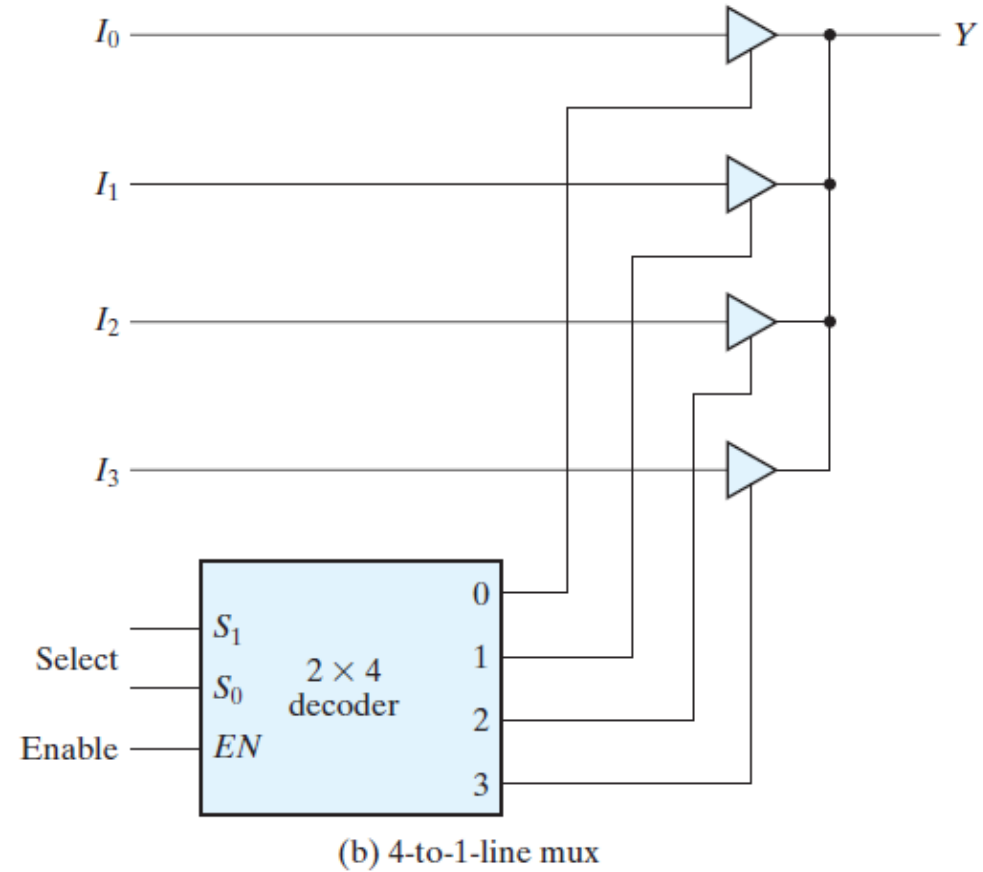 I₀
Y
I₁
I₂
I₃
0
S₁
1
Select
2 × 4
S₀
decoder
2
Enable
EN
3
(b) 4-to-1-line mux